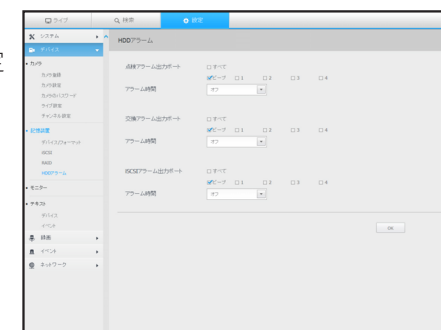 ライブ
検索
設定
システム
デバイス
カメラ
カメラ登録
カメラ設定
カメラのパスワード
ライブ設定
チャンネル設定
記憶装置
デバイス/フォーマット
iSCSI
RAID
HDDアラーム
モニター
テキスト
デバイス
イベント
録画
イベント
ネットワーク
HDDアラーム
点検アラーム出力ポート
すべて
ビープ 1 2 3 4
アラーム時間 オフ
交換アラーム出力ポート
すべて
ビープ 1 2 3 4
アラーム時間 オフ
iSCSIアラーム出力ポート
すべて
ビープ 1 2 3 4
アラーム時間 オフ
OK